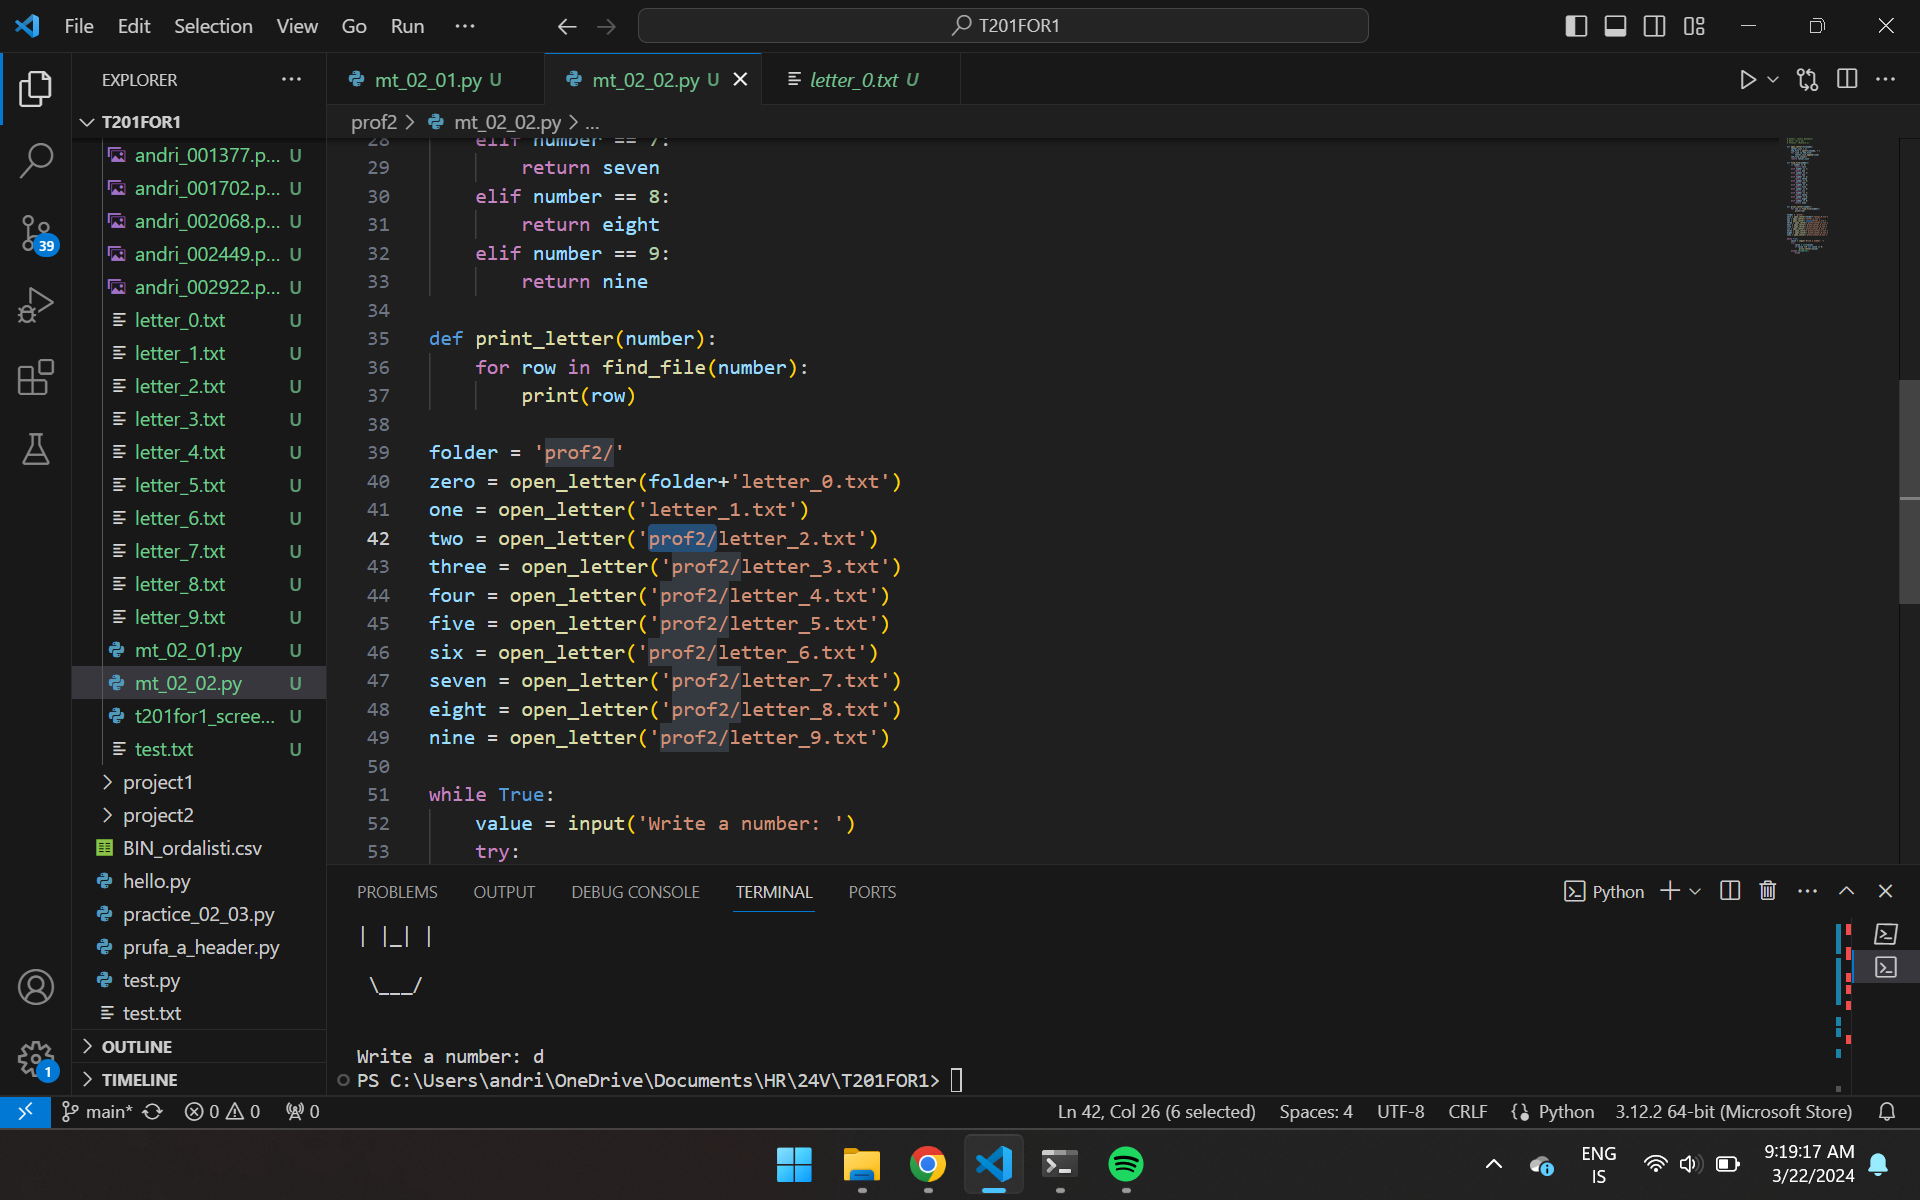 File Edit Selection View Go Run ···
T201FOR1
EXPLORER
T201FOR1
andri_001377.p... U
andri_001702.p... U
andri_002068.p... U
andri_002449.p... U
andri_002922.p... U
letter_0.txt U
letter_1.txt U
letter_2.txt U
letter_3.txt U
letter_4.txt U
letter_5.txt U
letter_6.txt U
letter_7.txt U
letter_8.txt U
letter_9.txt U
mt_02_01.py U
mt_02_02.py U
t201for1_scree... U
test.txt U
project1
project2
BIN_ordalisti.csv
hello.py
practice_02_03.py
prufa_a_header.py
test.py
test.txt
OUTLINE
TIMELINE
39
1
mt_02_01.py U
mt_02_02.py U
letter_0.txt U
prof2 > mt_02_02.py > ...
28 elif number == 7:
29 return seven
30 elif number == 8:
31 return eight
32 elif number == 9:
33 return nine
34
35 def print_letter(number):
36 for row in find_file(number):
37 print(row)
38
39 folder = 'prof2/'
40 zero = open_letter(folder+'letter_0.txt')
41 one = open_letter('letter_1.txt')
42 two = open_letter('prof2/letter_2.txt')
43 three = open_letter('prof2/letter_3.txt')
44 four = open_letter('prof2/letter_4.txt')
45 five = open_letter('prof2/letter_5.txt')
46 six = open_letter('prof2/letter_6.txt')
47 seven = open_letter('prof2/letter_7.txt')
48 eight = open_letter('prof2/letter_8.txt')
49 nine = open_letter('prof2/letter_9.txt')
50
51 while True:
52 value = input('Write a number: ')
53 try:
PROBLEMS OUTPUT DEBUG CONSOLE TERMINAL PORTS
Python
| |_| |
\___/
Write a number: d
PS C:\Users\andri\OneDrive\Documents\HR\24V\T201FOR1>
main* 0 0 0
Ln 42, Col 26 (6 selected) Spaces: 4 UTF-8 CRLF Python 3.12.2 64-bit (Microsoft Store)
ENG
IS
9:19:17 AM
3/22/2024